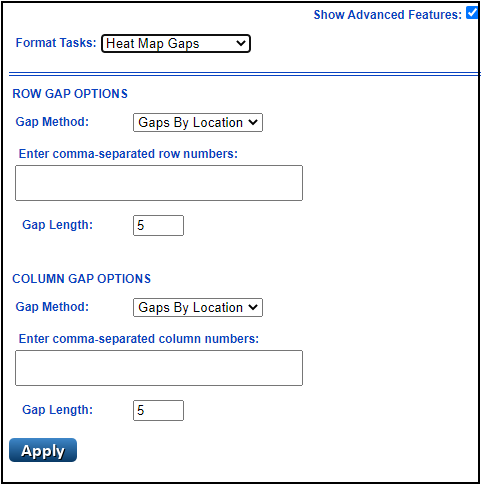 Show Advanced Features:
Format Tasks: Heat Map Gaps
ROW GAP OPTIONS
Gap Method: Gaps By Location
Enter comma-separated row numbers:
Gap Length: 5
COLUMN GAP OPTIONS
Gap Method: Gaps By Location
Enter comma-separated column numbers:
Gap Length: 5
Apply